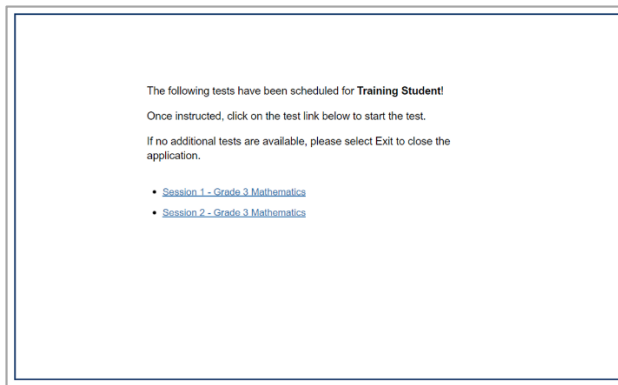 The following tests have been scheduled for Training Student!
Once instructed, click on the test link below to start the test.
If no additional tests are available, please select Exit to close the
application.
• Session 1 - Grade 3 Mathematics
• Session 2 - Grade 3 Mathematics